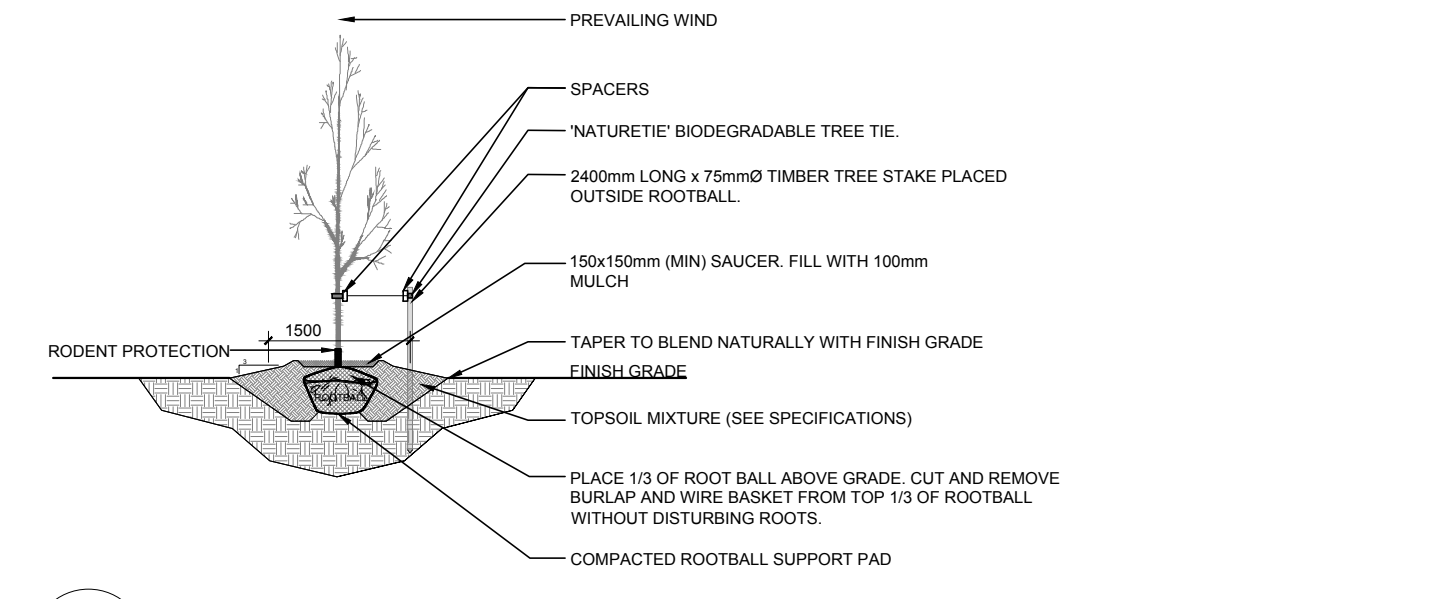 PREVAILING WIND
SPACERS
'NATURETIE' BIODEGRADABLE TREE TIE.
2400mm LONG x 75mmØ TIMBER TREE STAKE PLACED
OUTSIDE ROOTBALL.
150x150mm (MIN) SAUCER. FILL WITH 100mm
MULCH
1500
RODENT PROTECTION
TAPER TO BLEND NATURALLY WITH FINISH GRADE
3
FINISH GRADE
ROOTBALL
TOPSOIL MIXTURE (SEE SPECIFICATIONS)
PLACE 1/3 OF ROOT BALL ABOVE GRADE. CUT AND REMOVE
BURLAP AND WIRE BASKET FROM TOP 1/3 OF ROOTBALL
WITHOUT DISTURBING ROOTS.
COMPACTED ROOTBALL SUPPORT PAD